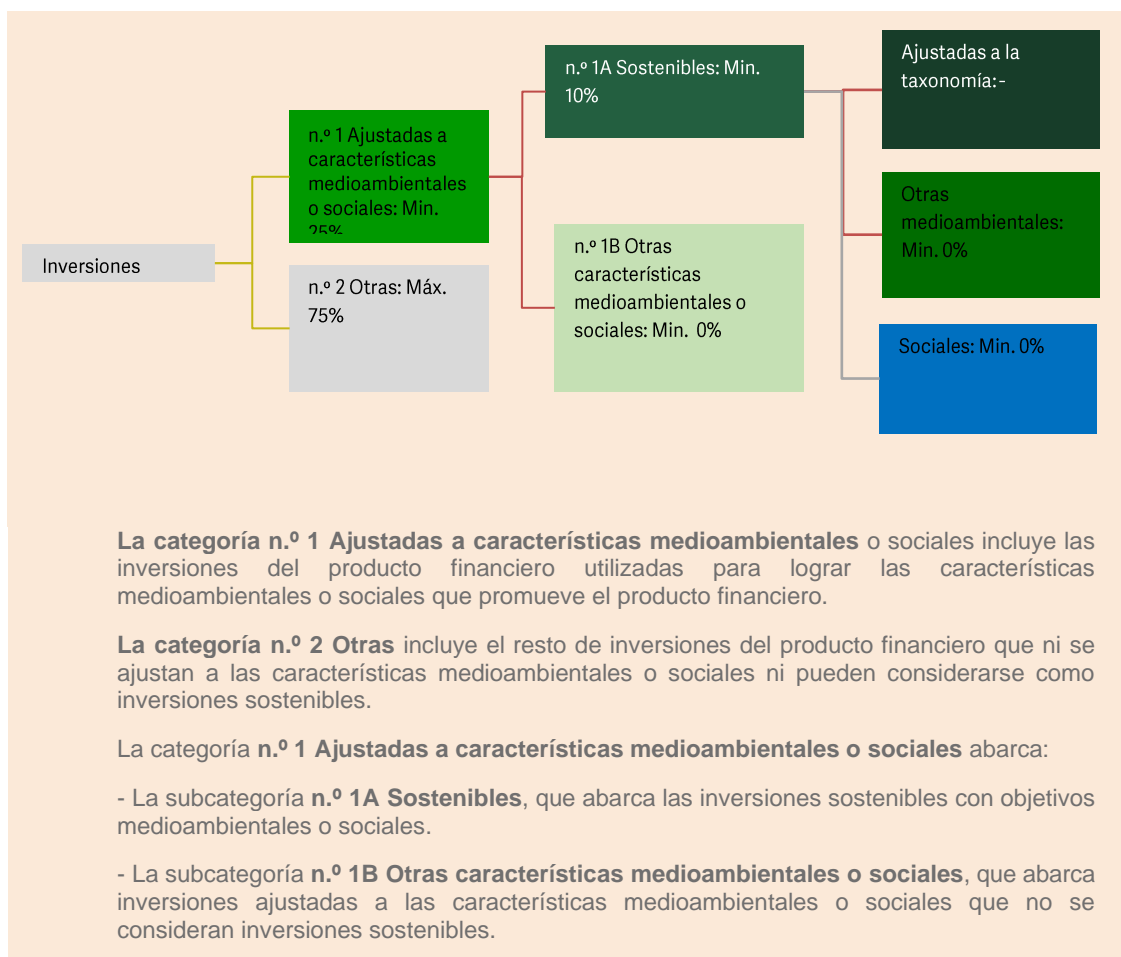 Inversiones
n.º 1 Ajustadas a
características
medioambientales
o sociales: Min.
25%
n.º 2 Otras: Máx.
75%
n.º 1A Sostenibles: Min.
10%
n.º 1B Otras
características
medioambientales o
sociales: Min. 0%
Ajustadas a la
taxonomía:-
Otras
medioambientales:
Min. 0%
Sociales: Min. 0%
La categoría n.º 1 Ajustadas a características medioambientales o sociales incluye las
inversiones del producto financiero utilizadas para lograr las características
medioambientales o sociales que promueve el producto financiero.
La categoría n.º 2 Otras incluye el resto de inversiones del producto financiero que ni se
ajustan a las características medioambientales o sociales ni pueden considerarse como
inversiones sostenibles.
La categoría n.º 1 Ajustadas a características medioambientales o sociales abarca:
- La subcategoría n.º 1A Sostenibles, que abarca las inversiones sostenibles con objetivos
medioambientales o sociales.
- La subcategoría n.º 1B Otras características medioambientales o sociales, que abarca
inversiones ajustadas a las características medioambientales o sociales que no se
consideran inversiones sostenibles.